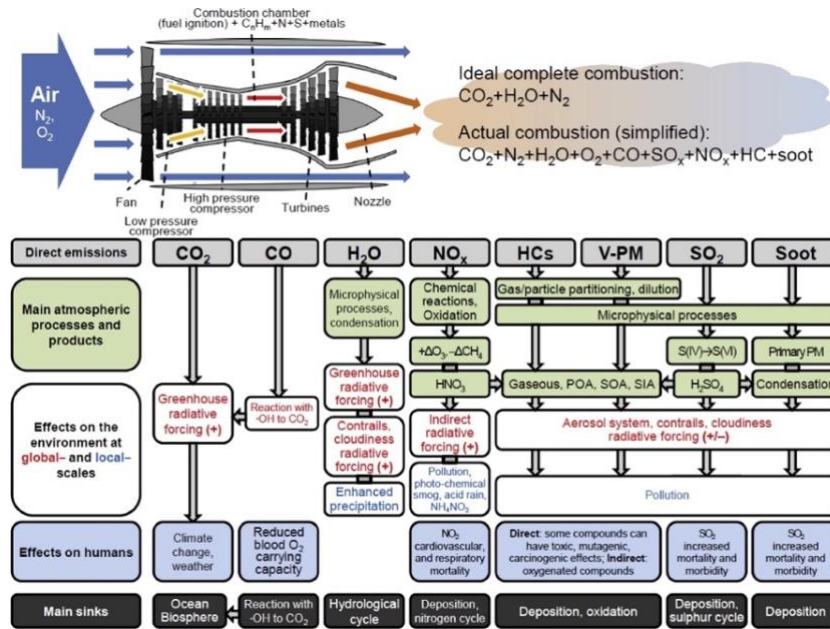 Combustion chamber
(fuel ignition) + CnHm+N+S+metals
Air
N2,
O2
Ideal complete combustion:
CO2+H2O+N2
Actual combustion (simplified):
CO2+N2+H2O+O2+CO+SOx+NOx+HC+soot
Fan
Low pressure
compressor
High pressure
compressor
Turbines
Nozzle
Direct emissions
CO2
CO
H2O
NOx
HCs
V-PM
SO2
Soot
Main atmospheric
processes and
products
Microphysical
processes,
condensation
Chemical
reactions,
Oxidation
Gas/particle partitioning, dilution
Microphysical processes
+ΔO3, −ΔCH4
S(IV)→S(VI)
Primary PM
HNO3
Gaseous, POA, SOA, SIA
H2SO4
Condensation
Effects on the
environment at
global– and local–
scales
Greenhouse
radiative
forcing (+)
Reaction with
·OH to CO2
Greenhouse
radiative
forcing (+)
Contrails,
cloudiness
radiative
forcing (+)
Enhanced
precipitation
Indirect
radiative
forcing (+)
Pollution,
photo-chemical
smog, acid rain,
NH4NO3
Aerosol system, contrails, cloudiness
radiative forcing (+/–)
Pollution
Effects on humans
Climate
change,
weather
Reduced
blood O2
carrying
capacity
NO2
cardiovascular,
and respiratory
mortality
Direct: some compounds can
have toxic, mutagenic,
carcinogenic effects; Indirect:
oxygenated compounds
SO2
increased
mortality and
morbidity
SO2
increased
mortality and
morbidity
Main sinks
Ocean
Biosphere
Reaction with
·OH to CO2
Hydrological
cycle
Deposition,
nitrogen cycle
Deposition, oxidation
Deposition,
sulphur cycle
Deposition